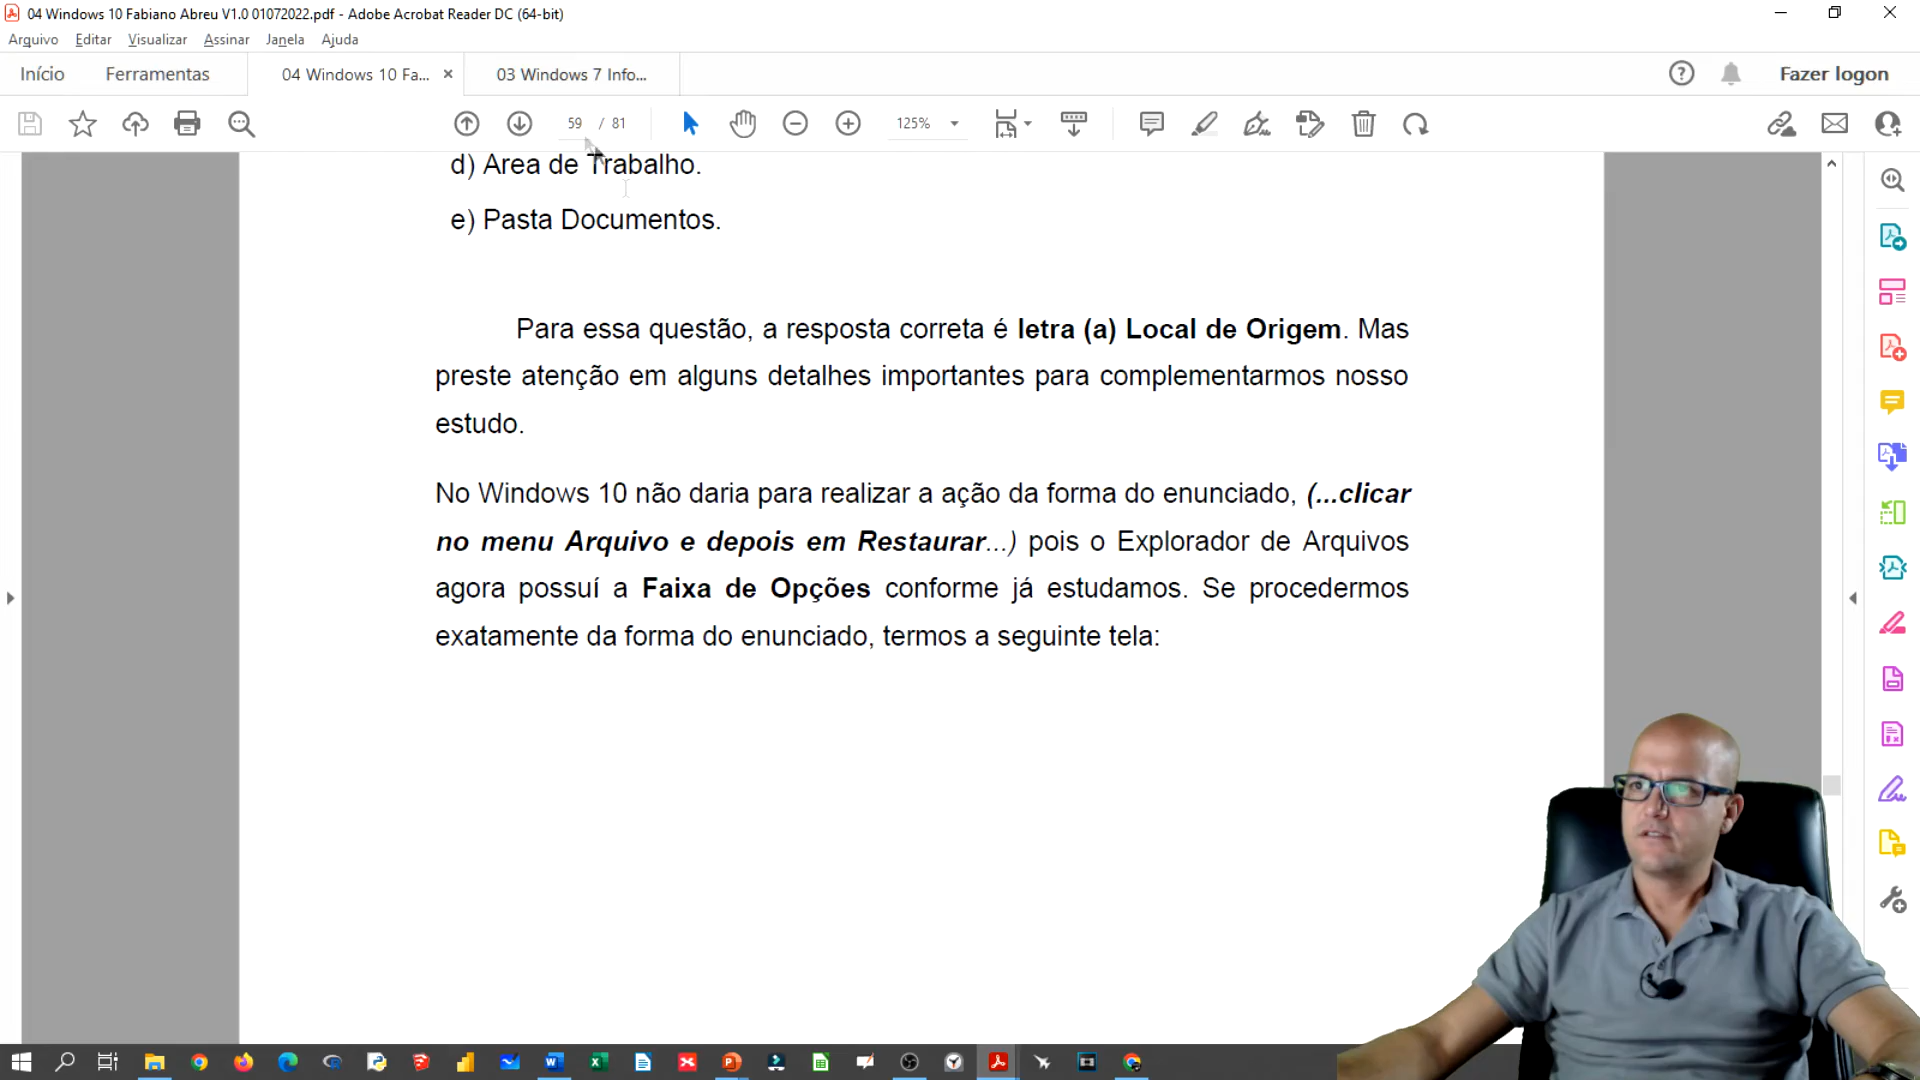 04 Windows 10 Fabiano Abreu V1.0 01072022.pdf - Adobe Acrobat Reader DC (64-bit)
Arquivo Editar Visualizar Assinar Janela Ajuda
Início Ferramentas 04 Windows 10 Fa... 03 Windows 7 Info... Fazer logon
59 / 81 125%
d) Area de Trabalho.
e) Pasta Documentos.
Para essa questão, a resposta correta é letra (a) Local de Origem. Mas
preste atenção em alguns detalhes importantes para complementarmos nosso
estudo.
No Windows 10 não daria para realizar a ação da forma do enunciado, (...clicar
no menu Arquivo e depois em Restaurar...) pois o Explorador de Arquivos
agora possuí a Faixa de Opções conforme já estudamos. Se procedermos
exatamente da forma do enunciado, termos a seguinte tela: